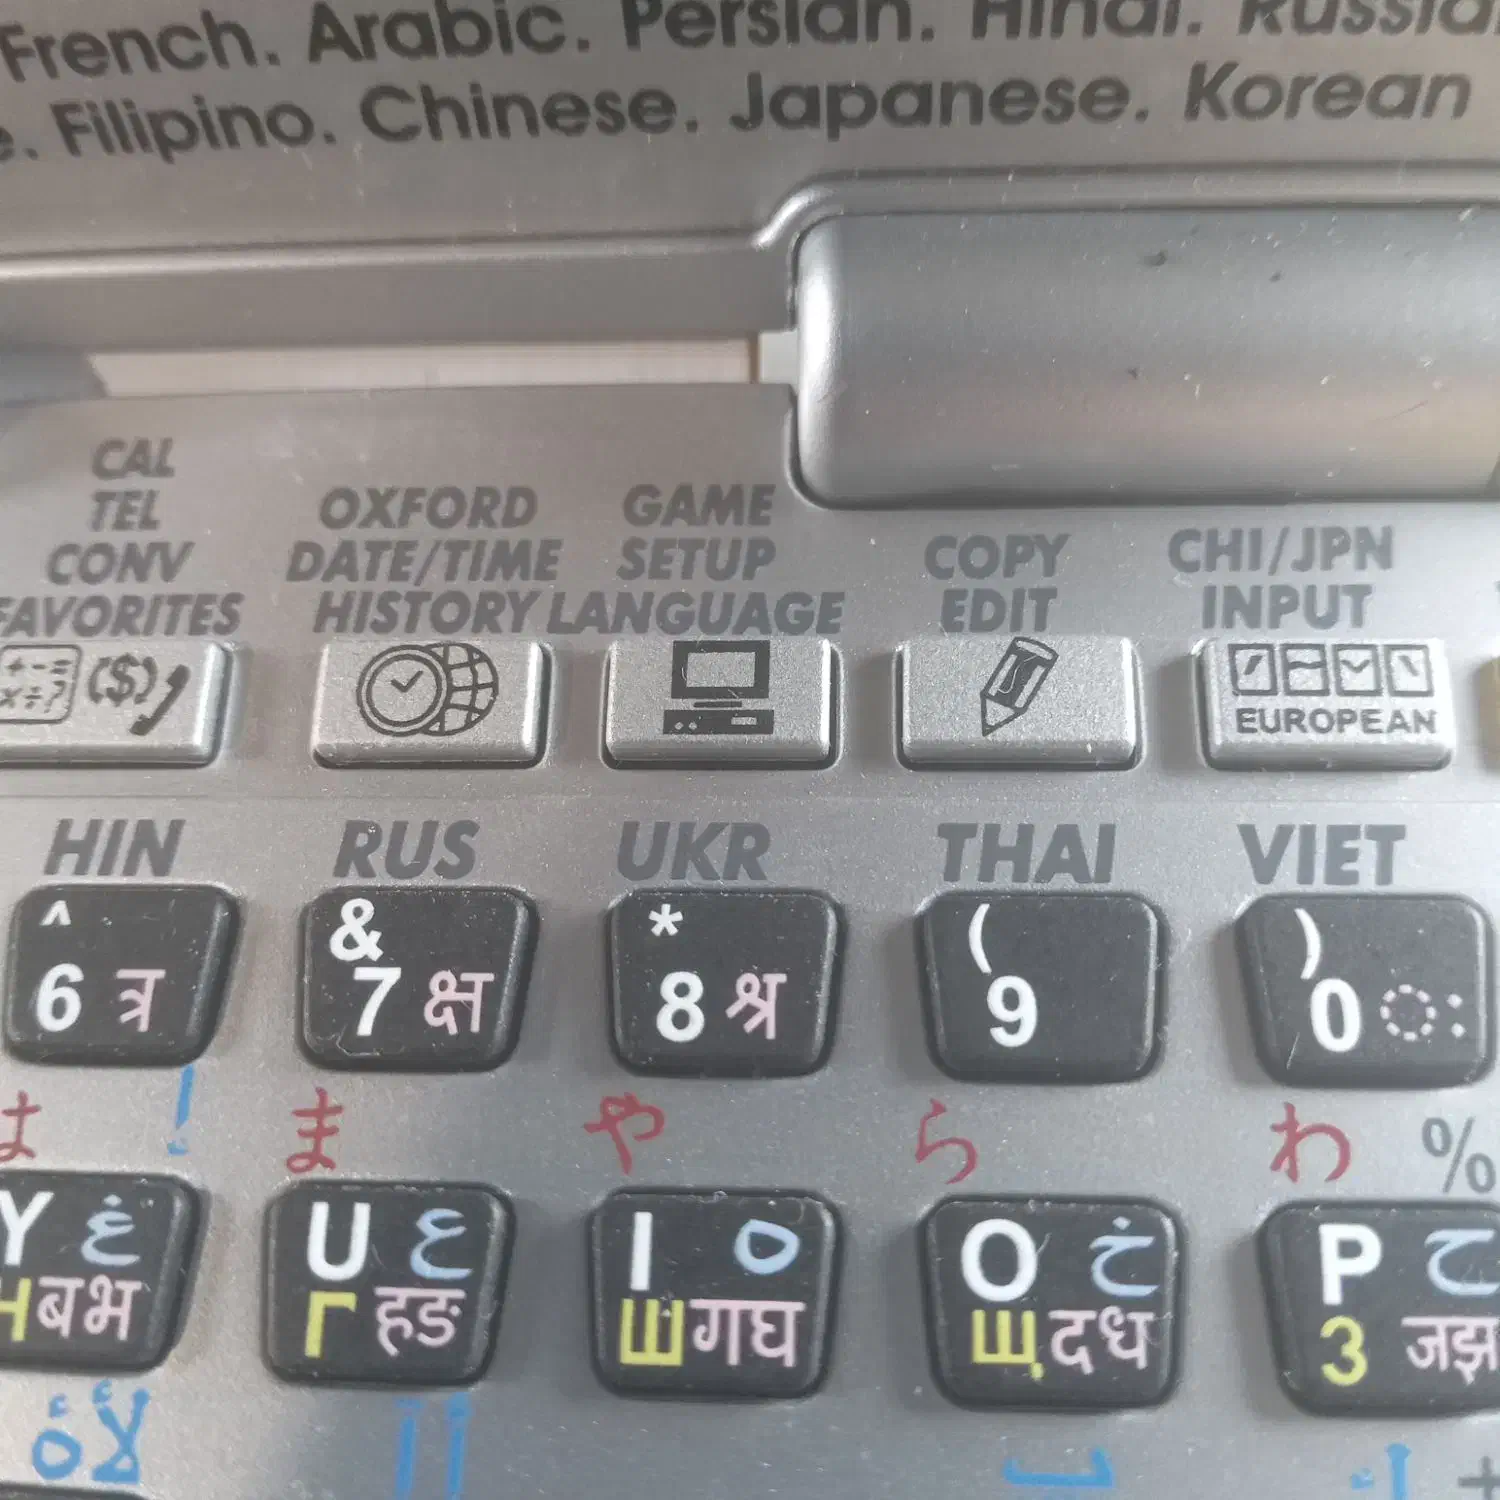 French. Arabic. Persian. Hindi. Russia
e. Filipino. Chinese. Japanese. Korean
CAL
TEL
CONV
FAVORITES
OXFORD
DATE/TIME
HISTORY
GAME
SETUP
LANGUAGE
COPY
EDIT
CHI/JPN
INPUT
+-=
×÷?
($)
EUROPEAN
HIN RUS UKR THAI VIET
^
6 त्र
&
7 क्ष
*
8 श्र
(
9
)
0 ः
は ! ま や ら わ %
Y غ
Н बभ
U ع
Г हङ
I ه
Ш गघ
O خ
Щ दध
P ح
З जझ